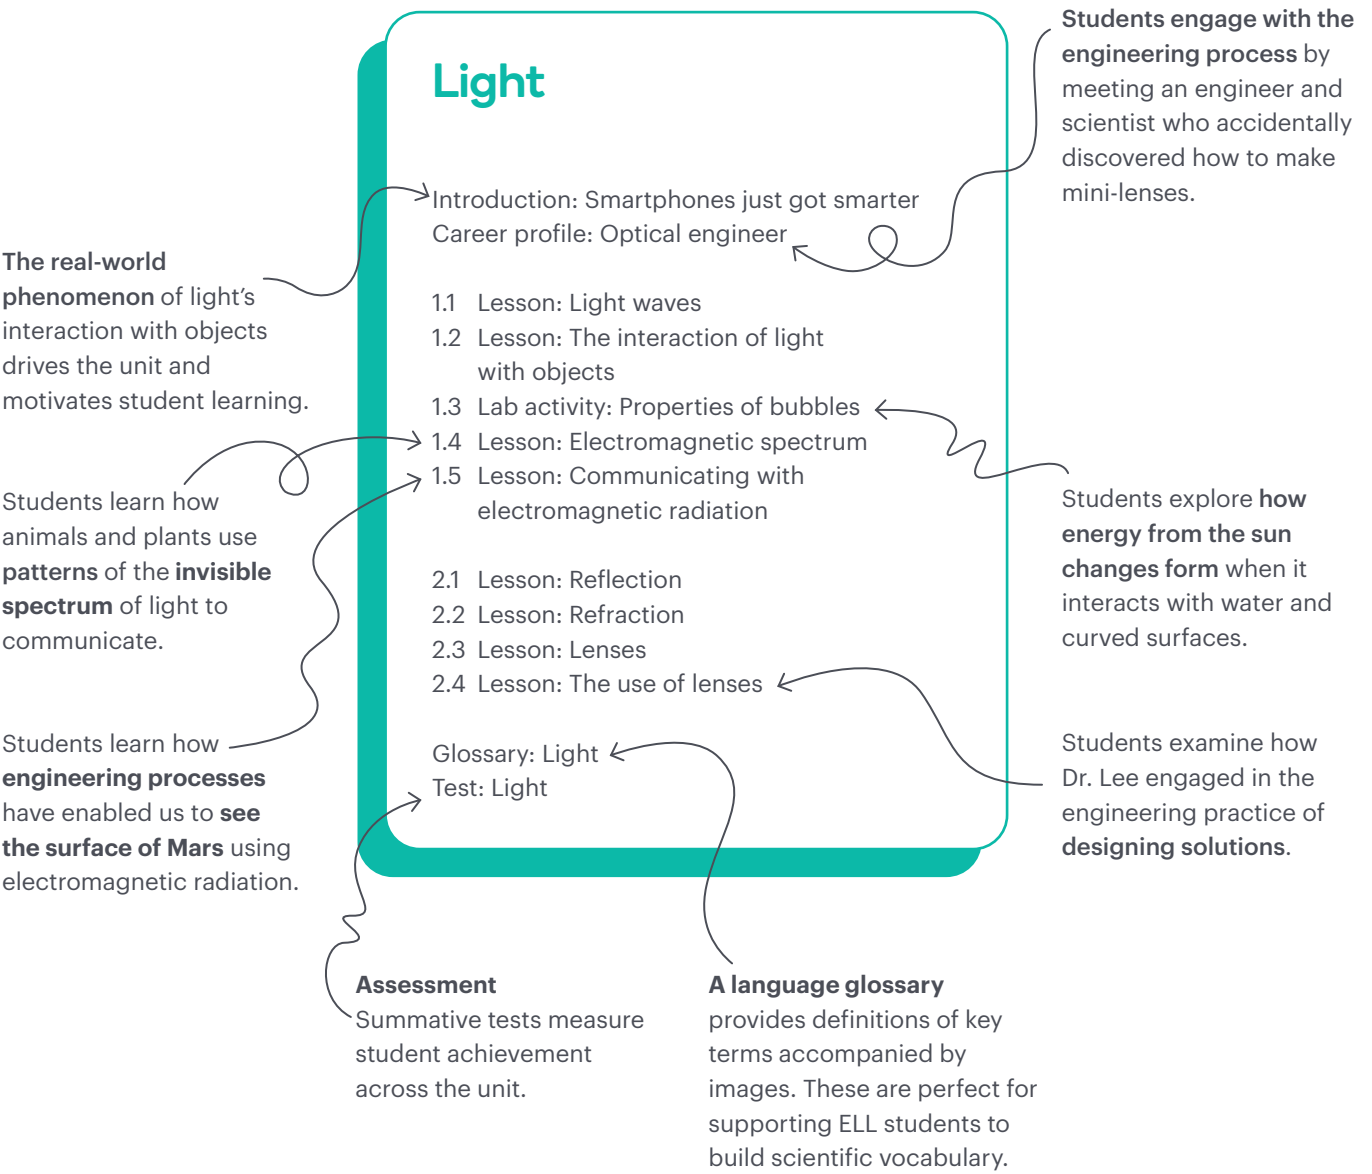 Light
Introduction: Smartphones just got smarter
Career profile: Optical engineer
1.1 Lesson: Light waves
1.2 Lesson: The interaction of light
with objects
1.3 Lab activity: Properties of bubbles
1.4 Lesson: Electromagnetic spectrum
1.5 Lesson: Communicating with
electromagnetic radiation
2.1 Lesson: Reflection
2.2 Lesson: Refraction
2.3 Lesson: Lenses
2.4 Lesson: The use of lenses
Glossary: Light
Test: Light
The real-world
phenomenon of light’s
interaction with objects
drives the unit and
motivates student learning.
Students learn how
animals and plants use
patterns of the invisible
spectrum of light to
communicate.
Students learn how
engineering processes
have enabled us to see
the surface of Mars using
electromagnetic radiation.
Students engage with the
engineering process by
meeting an engineer and
scientist who accidentally
discovered how to make
mini-lenses.
Students explore how
energy from the sun
changes form when it
interacts with water and
curved surfaces.
Students examine how
Dr. Lee engaged in the
engineering practice of
designing solutions.
Assessment
Summative tests measure
student achievement
across the unit.
A language glossary
provides definitions of key
terms accompanied by
images. These are perfect for
supporting ELL students to
build scientific vocabulary.